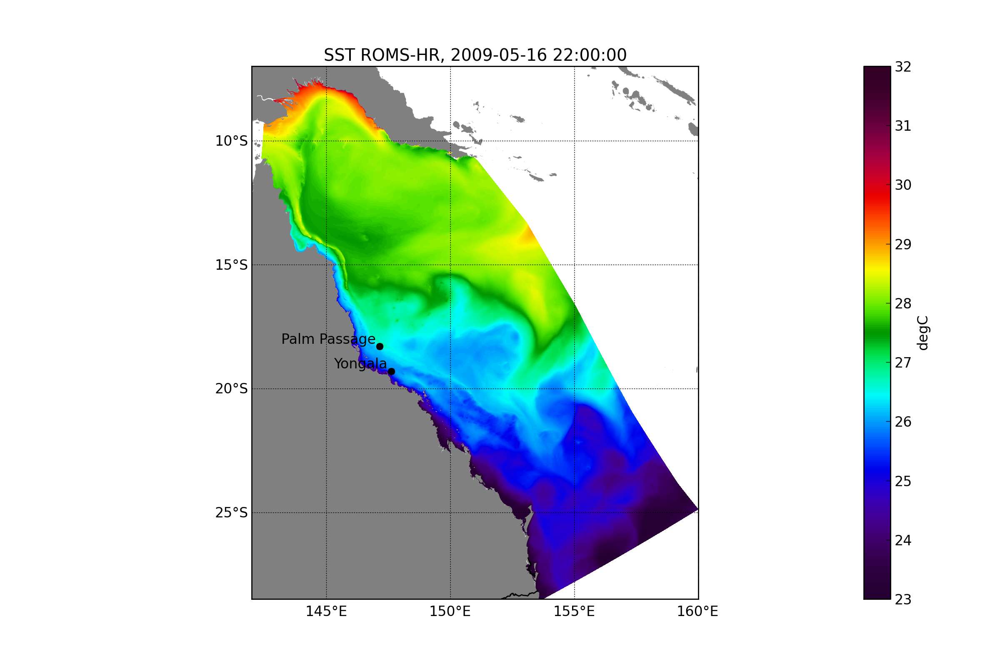 SST ROMS-HR, 2009-05-16 22:00:00
10°S
15°S
20°S
25°S
Palm Passage
Yongala
145°E
150°E
155°E
160°E
32
31
30
29
28
27
26
25
24
23
degC